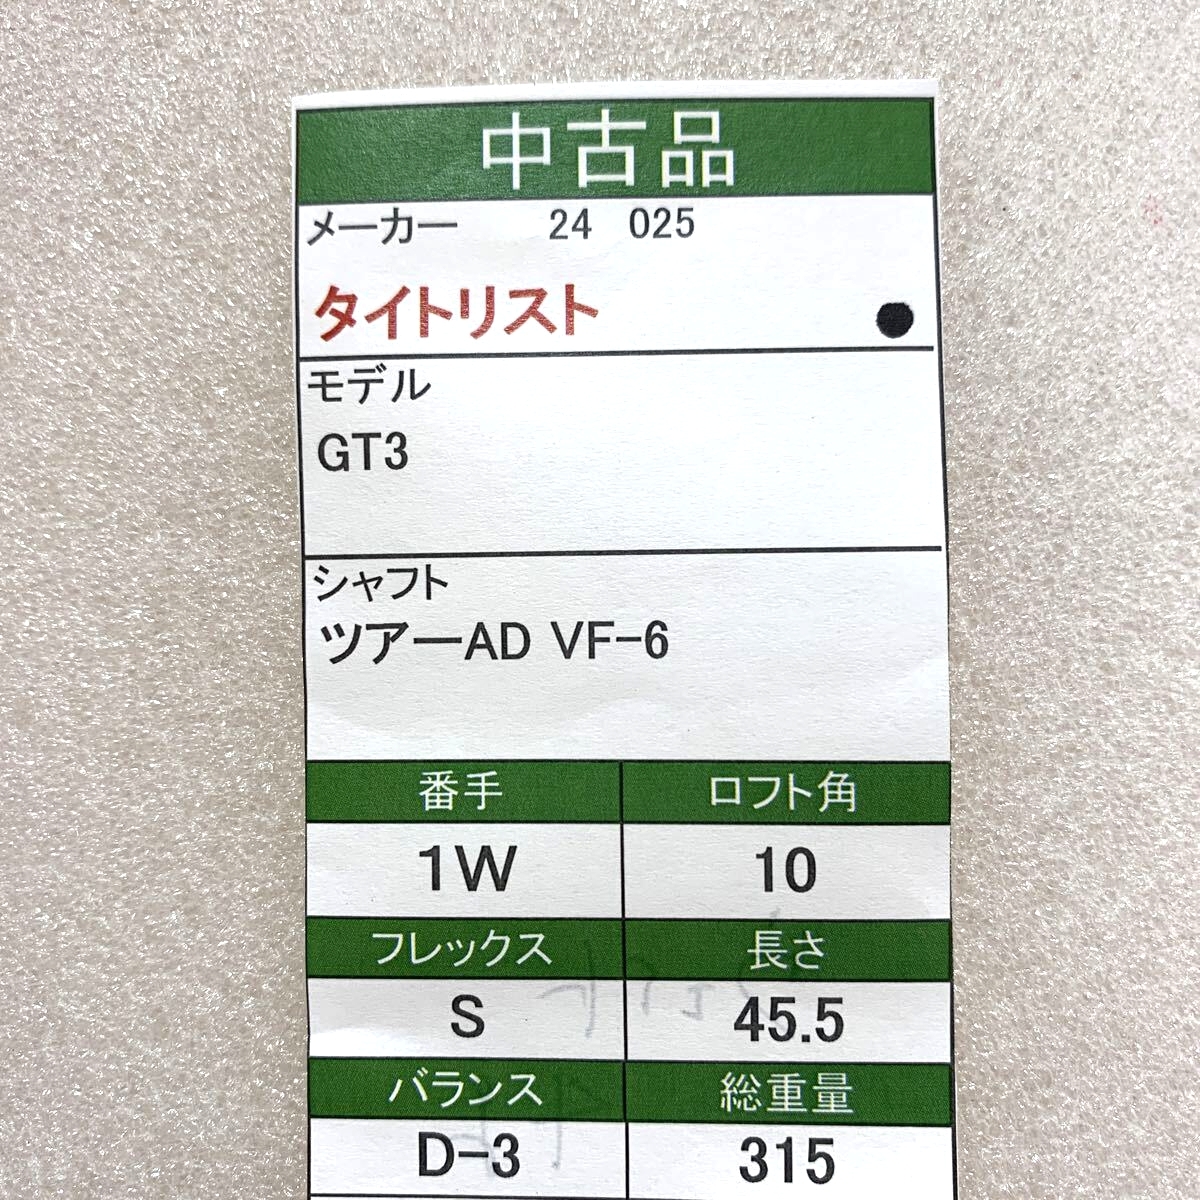 中古品
メーカー 24 025
タイトリスト
モデル
GT3
シャフト
ツアーAD VF-6
番手 ロフト角
1W 10
フレックス 長さ
S 45.5
バランス 総重量
D-3 315